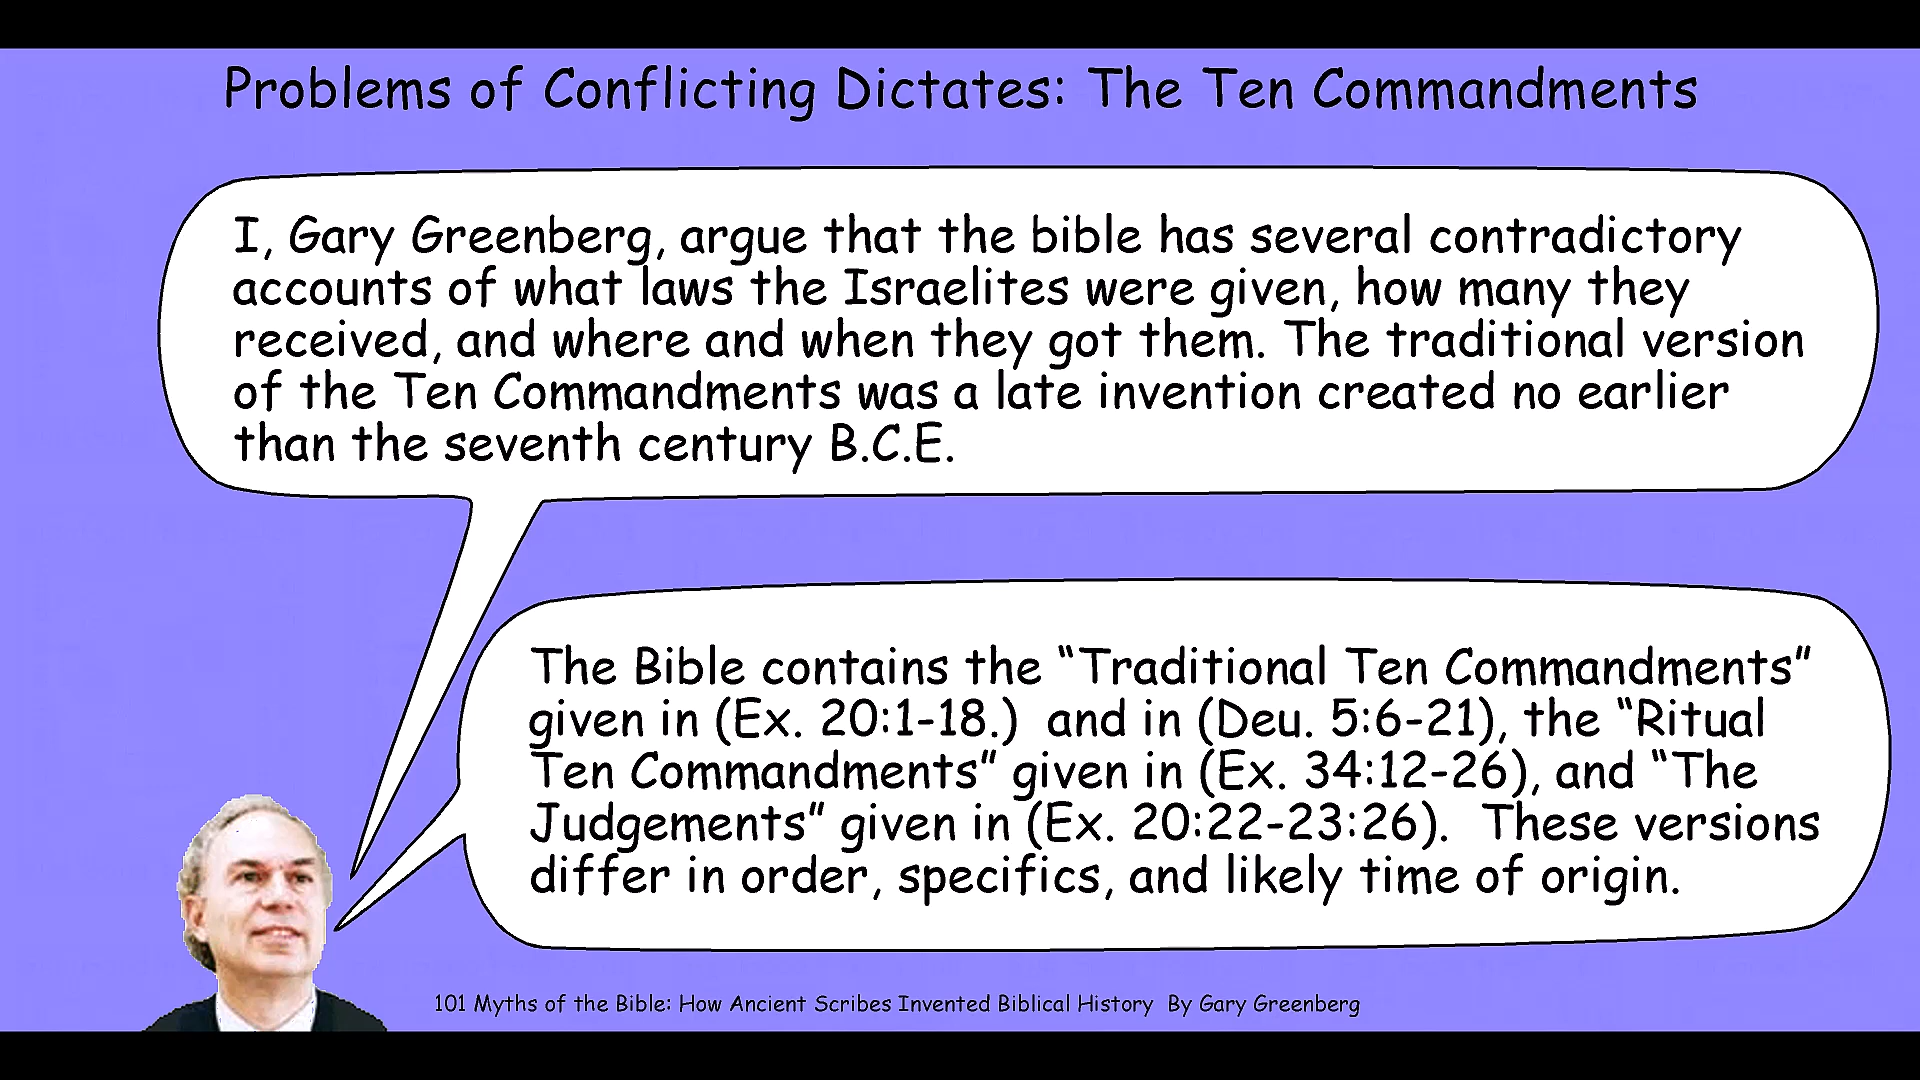 Problems of Conflicting Dictates: The Ten Commandments
I, Gary Greenberg, argue that the bible has several contradictory
accounts of what laws the Israelites were given, how many they
received, and where and when they got them. The traditional version
of the Ten Commandments was a late invention created no earlier
than the seventh century B.C.E.
The Bible contains the “Traditional Ten Commandments”
given in (Ex. 20:1-18.)  and in (Deu. 5:6-21), the “Ritual
Ten Commandments” given in (Ex. 34:12-26), and “The
Judgements” given in (Ex. 20:22-23:26).  These versions
differ in order, specifics, and likely time of origin.
101 Myths of the Bible: How Ancient Scribes Invented Biblical History  By Gary Greenberg